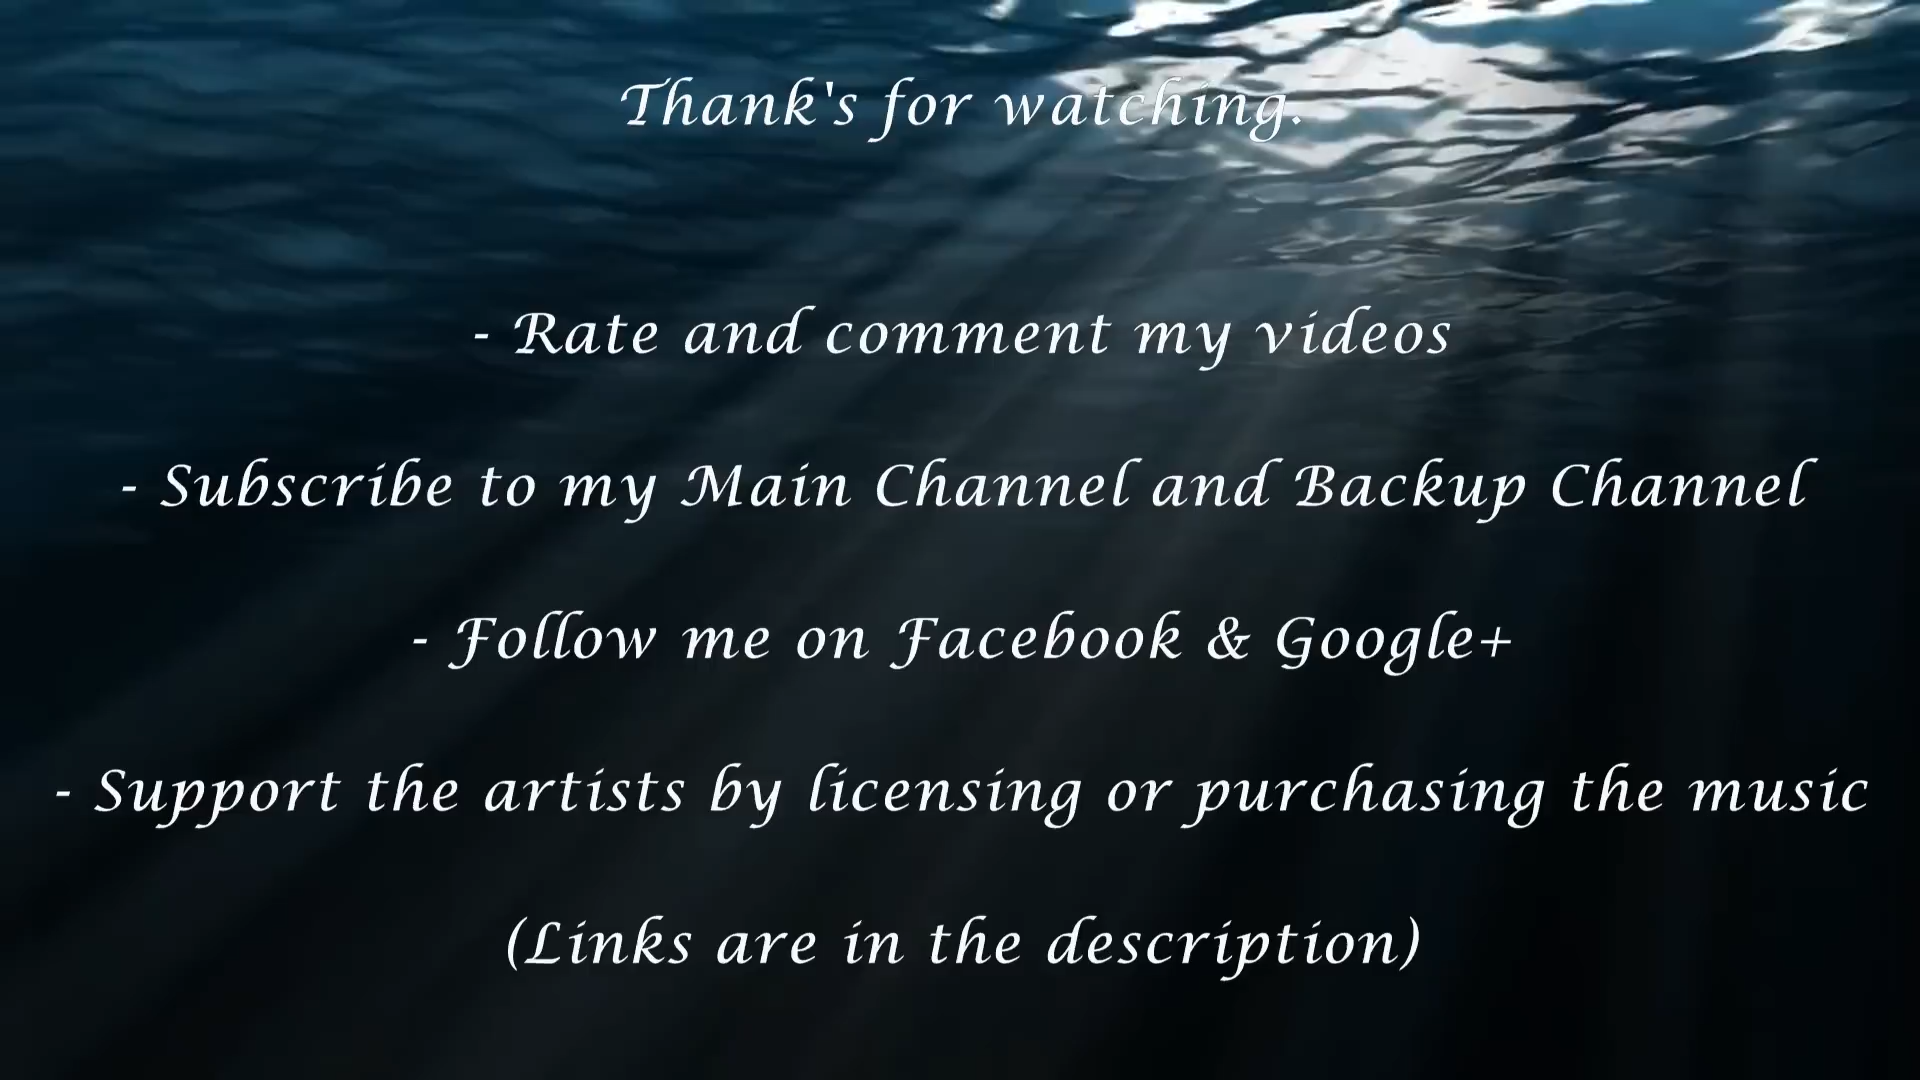 Thank's for watching.
- Rate and comment my videos
- Subscribe to my Main Channel and Backup Channel
- Follow me on Facebook & Google+
- Support the artists by licensing or purchasing the music
(Links are in the description)